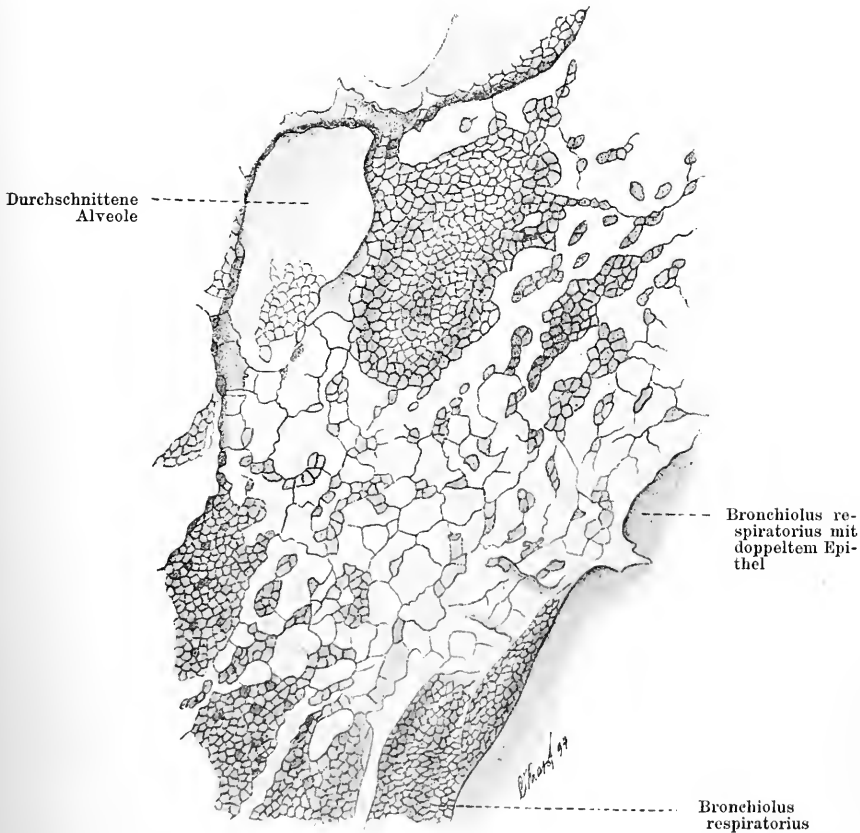 Durchschnittene
Alveole
Bronchiolus re-
spiratorius mit
doppeltem Epi-
thel
Bronchiolus
respiratorius